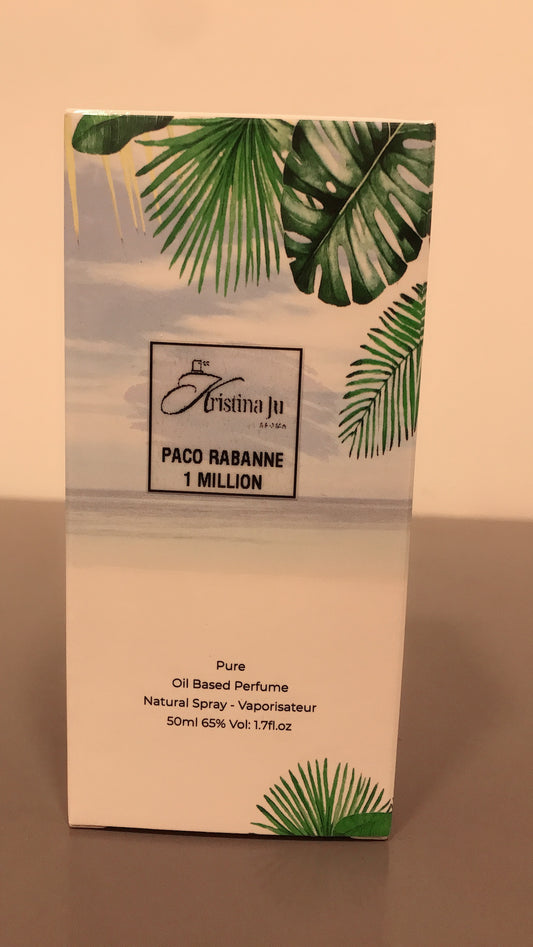 Kristina Ju
AROMA
PACO RABANNE
1 MILLION
Pure
Oil Based Perfume
Natural Spray - Vaporisateur
50ml 65% Vol: 1.7fl.oz